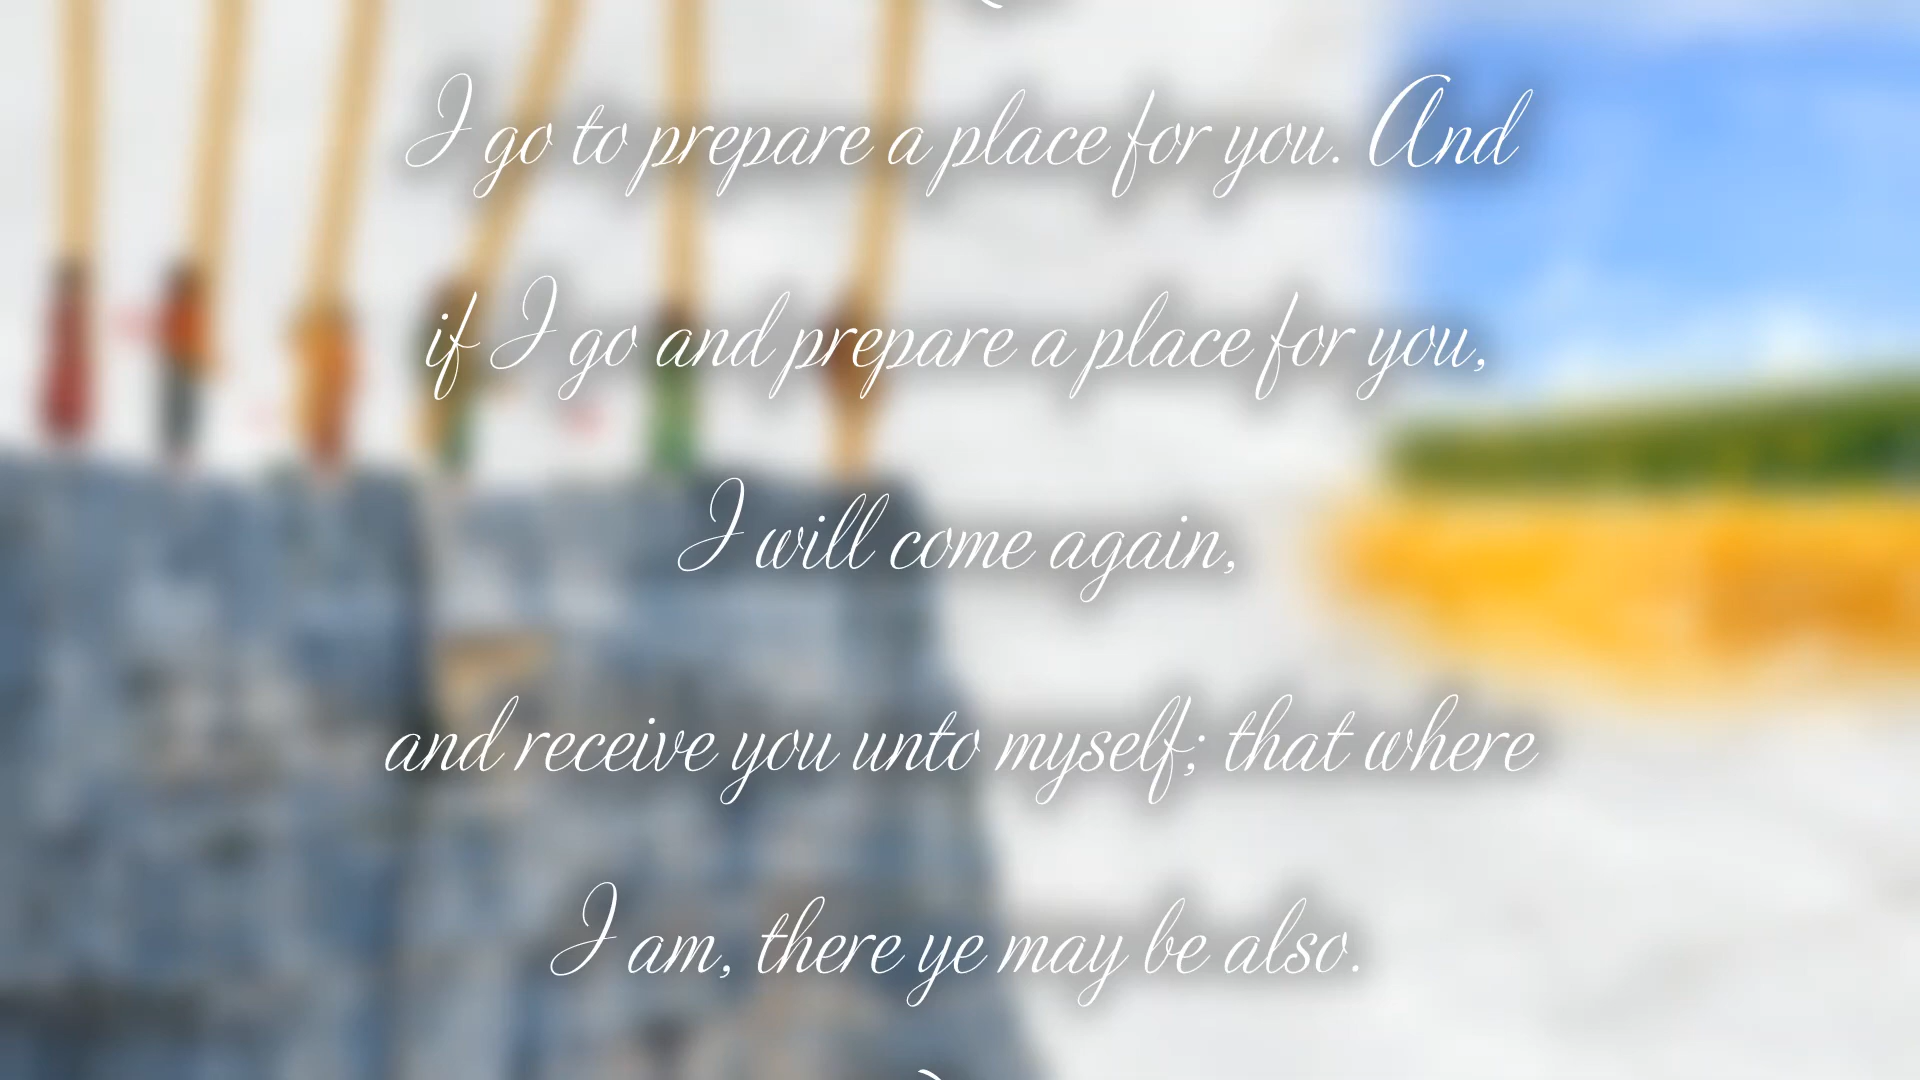 I go to prepare a place for you. And
if I go and prepare a place for you,
I will come again,
and receive you unto myself; that where
I am, there ye may be also.